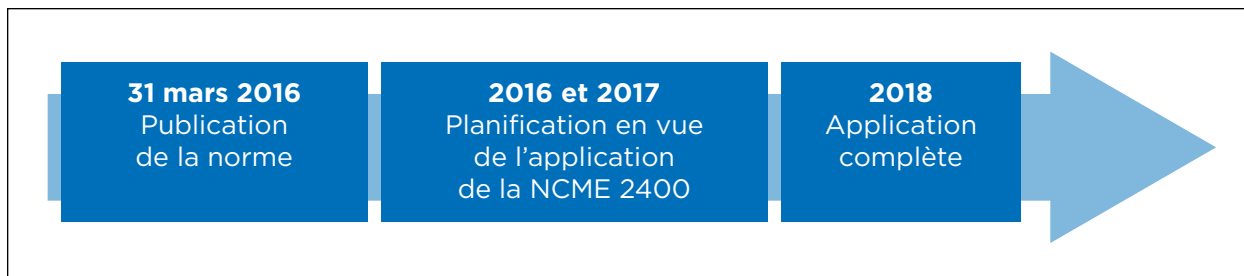 31 mars 2016
Publication
de la norme
2016 et 2017
Planification en vue
de l’application
de la NCME 2400
2018
Application
complète